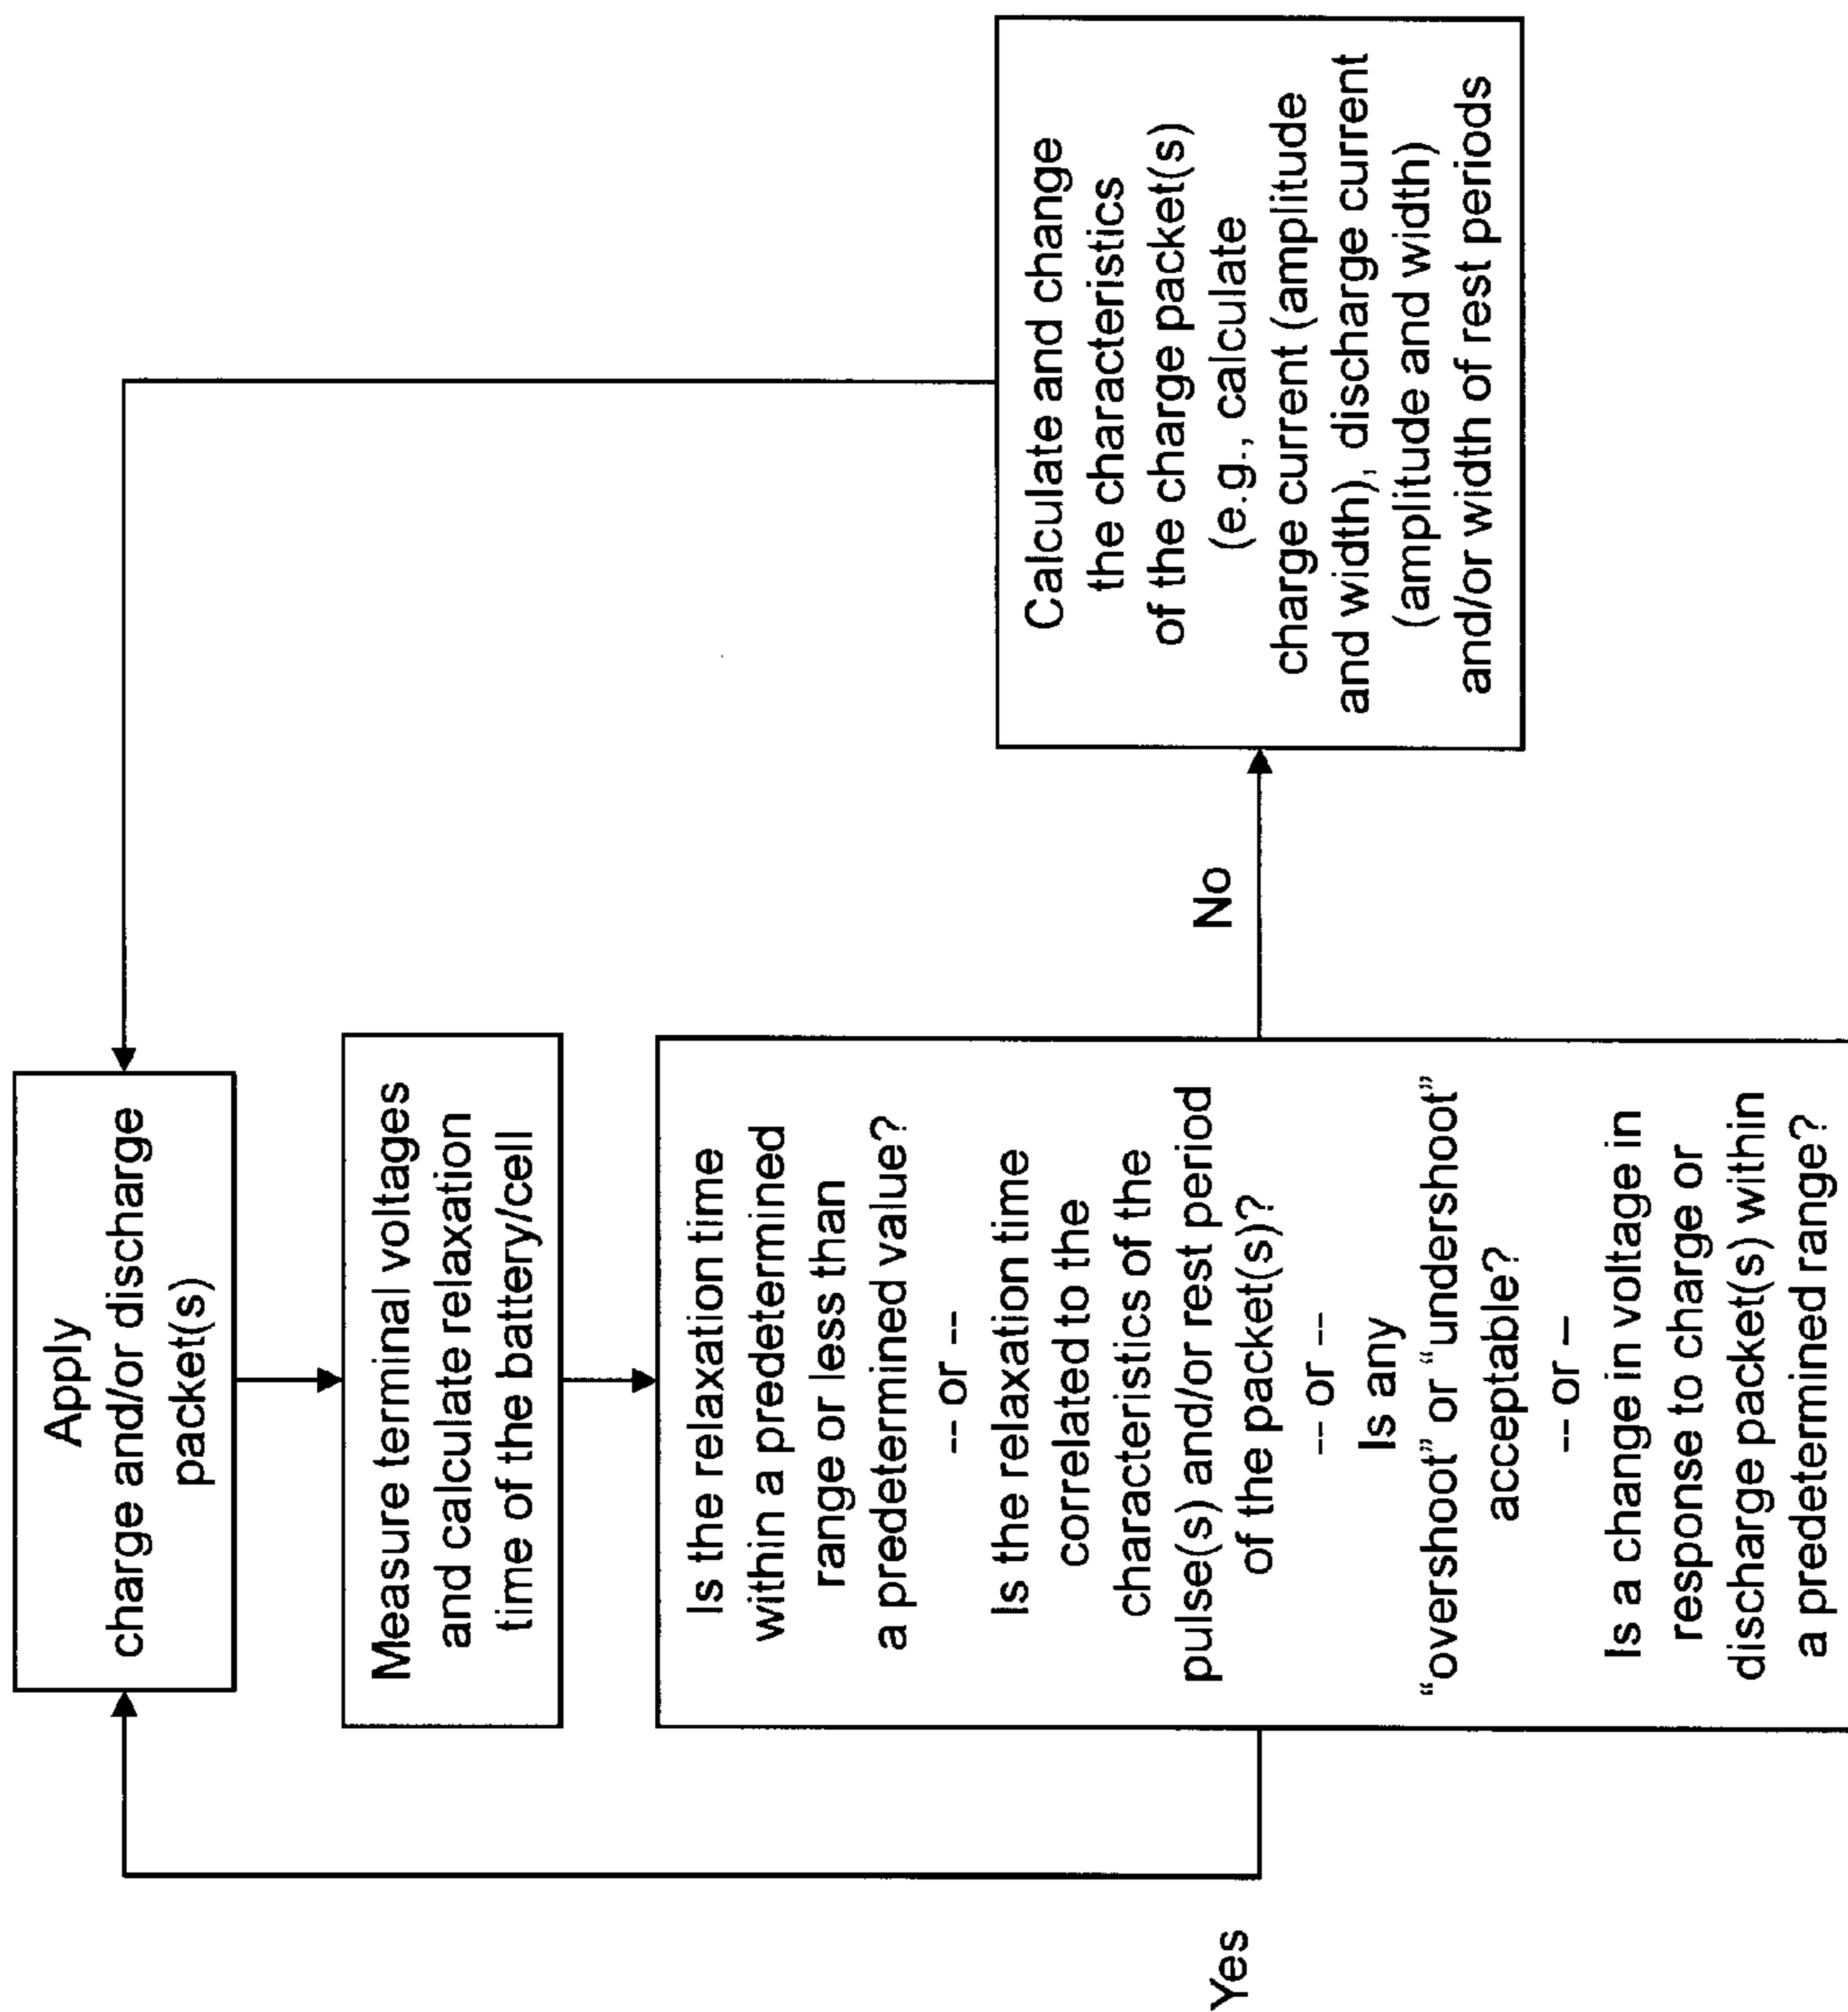 Apply
charge and/or discharge
packet(s)
Measure terminal voltages
and calculate relaxation
time of the battery/cell
Is the relaxation time
within a predetermined
range or less than
a predetermined value?
-- or --
Is the relaxation time
correlated to the
characteristics of the
pulse(s) and/or rest period
of the packet(s)?
-- or --
Is any
“overshoot” or “undershoot”
acceptable?
-- or –
Is a change in voltage in
response to charge or
discharge packet(s) within
a predetermined range?
Yes
No
Calculate and change
the characteristics
of the charge packet(s)
(e.g., calculate
charge current (amplitude
and width), discharge current
(amplitude and width)
and/or width of rest periods